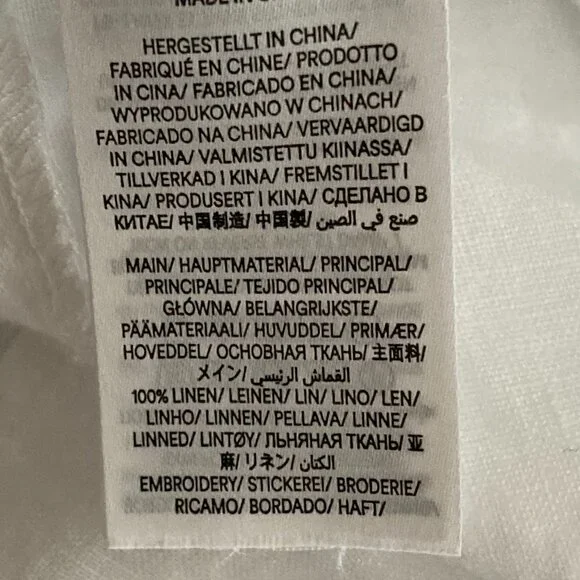 MADE IN
HERGESTELLT IN CHINA/
FABRIQUÉ EN CHINE/ PRODOTTO
IN CINA/ FABRICADO EN CHINA/
WYPRODUKOWANO W CHINACH/
FABRICADO NA CHINA/ VERVAARDIGD
IN CHINA/ VALMISTETTU KIINASSA/
TILLVERKAD I KINA/ FREMSTILLET I
KINA/ PRODUSERT I KINA/ СДЕЛАНО В
КИТАЕ/ 中国制造/ 中國製/ صنع في الصين
MAIN/ HAUPTMATERIAL/ PRINCIPAL/
PRINCIPALE/ TEJIDO PRINCIPAL/
GŁÓWNA/ BELANGRIJKSTE/
PÄÄMATERIAALI/ HUVUDDEL/ PRIMÆR/
HOVEDDEL/ ОСНОВНАЯ ТКАНЬ/ 主面料/
メイン/ القماش الرئيسي/
100% LINEN/ LEINEN/ LIN/ LINO/ LEN/
LINHO/ LINNEN/ PELLAVA/ LINNE/
LINNED/ LINTØY/ ЛЬНЯНАЯ ТКАНЬ/ 亚
麻/ リネン/ الكتان/
EMBROIDERY/ STICKEREI/ BRODERIE/
RICAMO/ BORDADO/ HAFT/